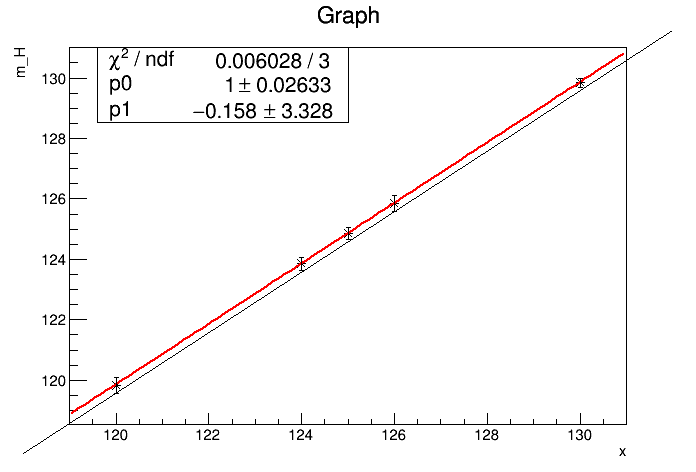 Graph
m_H
χ² / ndf 0.006028 / 3
p0 1 ± 0.02633
p1 −0.158 ± 3.328
130
128
126
124
122
120
120 122 124 126 128 130
x